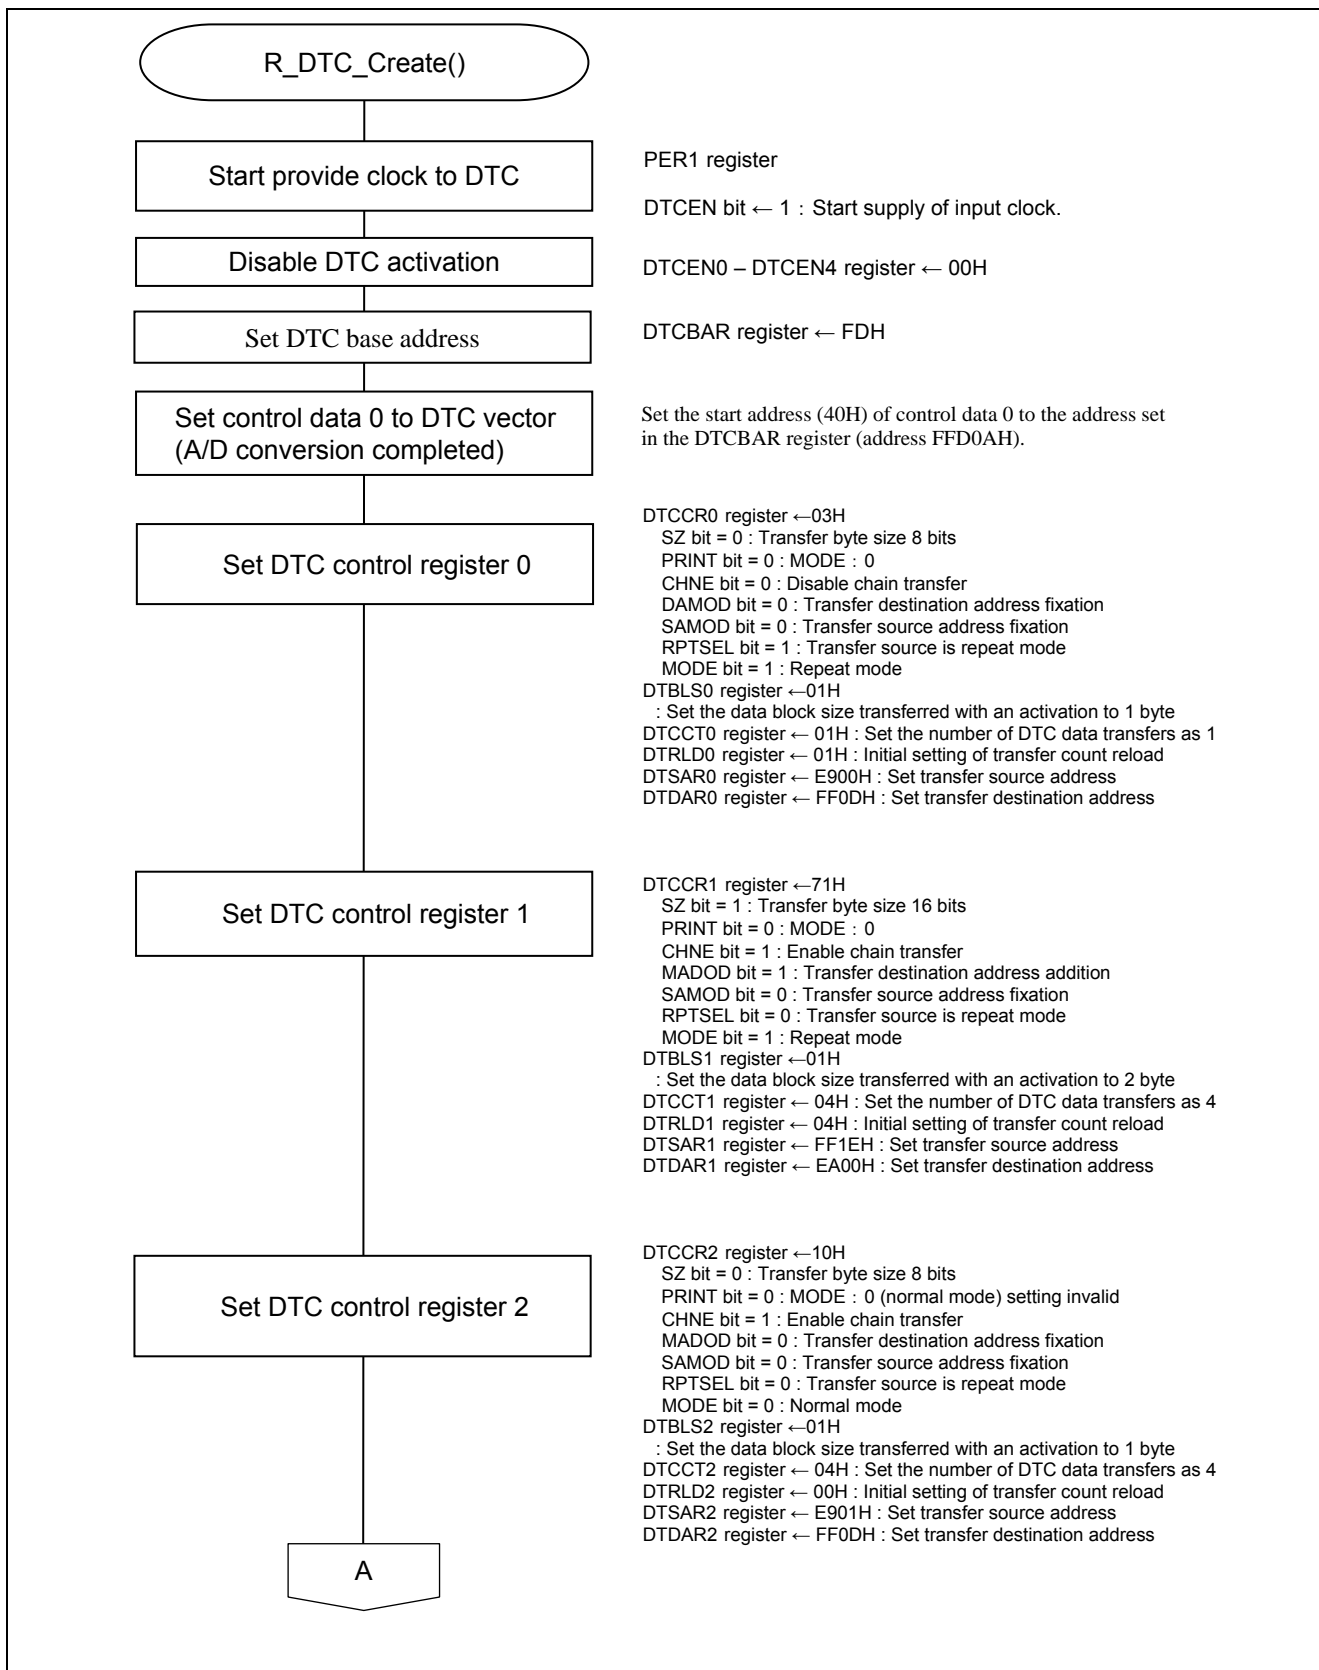 R_DTC_Create()
Start provide clock to DTC
PER1 register
DTCEN bit ← 1 : Start supply of input clock.
Disable DTC activation
DTCEN0 – DTCEN4 register ← 00H
Set DTC base address
DTCBAR register ← FDH
Set control data 0 to DTC vector
(A/D conversion completed)
Set the start address (40H) of control data 0 to the address set
in the DTCBAR register (address FFD0AH).
Set DTC control register 0
DTCCR0 register ←03H
SZ bit = 0 : Transfer byte size 8 bits
PRINT bit = 0 : MODE : 0
CHNE bit = 0 : Disable chain transfer
DAMOD bit = 0 : Transfer destination address fixation
SAMOD bit = 0 : Transfer source address fixation
RPTSEL bit = 1 : Transfer source is repeat mode
MODE bit = 1 : Repeat mode
DTBLS0 register ←01H
: Set the data block size transferred with an activation to 1 byte
DTCCT0 register ← 01H : Set the number of DTC data transfers as 1
DTRLD0 register ← 01H : Initial setting of transfer count reload
DTSAR0 register ← E900H : Set transfer source address
DTDAR0 register ← FF0DH : Set transfer destination address
Set DTC control register 1
DTCCR1 register ←71H
SZ bit = 1 : Transfer byte size 16 bits
PRINT bit = 0 : MODE : 0
CHNE bit = 1 : Enable chain transfer
MADOD bit = 1 : Transfer destination address addition
SAMOD bit = 0 : Transfer source address fixation
RPTSEL bit = 0 : Transfer source is repeat mode
MODE bit = 1 : Repeat mode
DTBLS1 register ←01H
: Set the data block size transferred with an activation to 2 byte
DTCCT1 register ← 04H : Set the number of DTC data transfers as 4
DTRLD1 register ← 04H : Initial setting of transfer count reload
DTSAR1 register ← FF1EH : Set transfer source address
DTDAR1 register ← EA00H : Set transfer destination address
Set DTC control register 2
DTCCR2 register ←10H
SZ bit = 0 : Transfer byte size 8 bits
PRINT bit = 0 : MODE : 0 (normal mode) setting invalid
CHNE bit = 1 : Enable chain transfer
MADOD bit = 0 : Transfer destination address fixation
SAMOD bit = 0 : Transfer source address fixation
RPTSEL bit = 0 : Transfer source is repeat mode
MODE bit = 0 : Normal mode
DTBLS2 register ←01H
: Set the data block size transferred with an activation to 1 byte
DTCCT2 register ← 04H : Set the number of DTC data transfers as 4
DTRLD2 register ← 00H : Initial setting of transfer count reload
DTSAR2 register ← E901H : Set transfer source address
DTDAR2 register ← FF0DH : Set transfer destination address
A